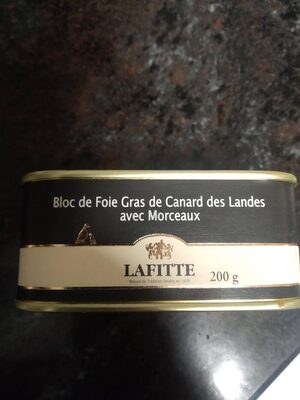 Bloc de Foie Gras de Canard des Landes
avec Morceaux
LAFITTE
200 g